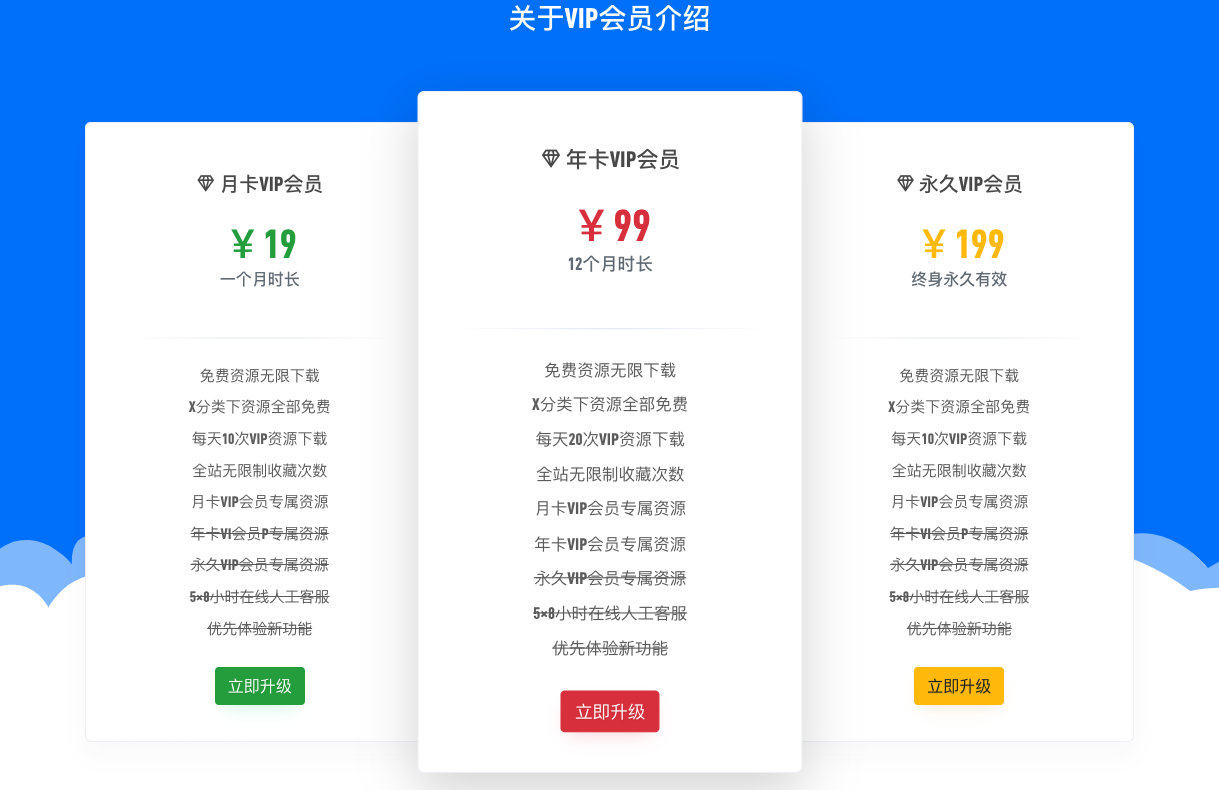 关于VIP会员介绍
月卡VIP会员
¥ 19
一个月时长
免费资源无限下载
X分类下资源全部免费
每天10次VIP资源下载
全站无限制收藏次数
月卡VIP会员专属资源
年卡VI会员P专属资源
永久VIP会员专属资源
5×8小时在线人工客服
优先体验新功能
立即升级
年卡VIP会员
¥ 99
12个月时长
免费资源无限下载
X分类下资源全部免费
每天20次VIP资源下载
全站无限制收藏次数
月卡VIP会员专属资源
年卡VIP会员专属资源
永久VIP会员专属资源
5×8小时在线人工客服
优先体验新功能
立即升级
永久VIP会员
¥ 199
终身永久有效
免费资源无限下载
X分类下资源全部免费
每天10次VIP资源下载
全站无限制收藏次数
月卡VIP会员专属资源
年卡VI会员P专属资源
永久VIP会员专属资源
5×8小时在线人工客服
优先体验新功能
立即升级